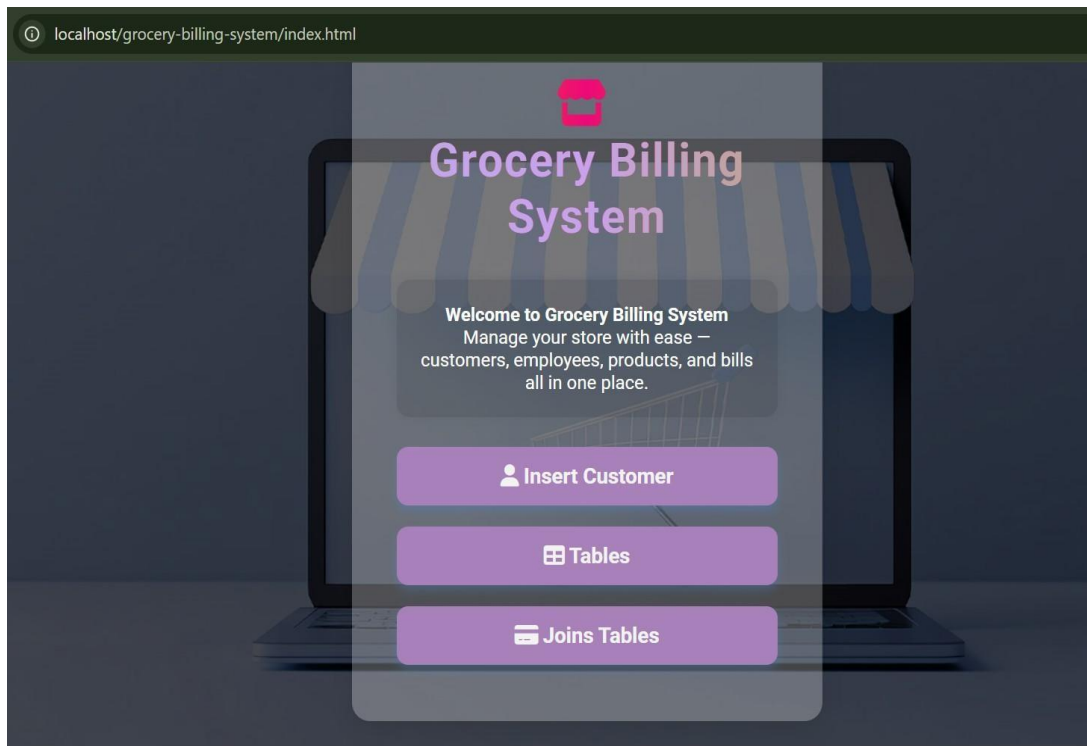 localhost/grocery-billing-system/index.html
Grocery Billing
System
Welcome to Grocery Billing System
Manage your store with ease —
customers, employees, products, and bills
all in one place.
Insert Customer
Tables
Joins Tables